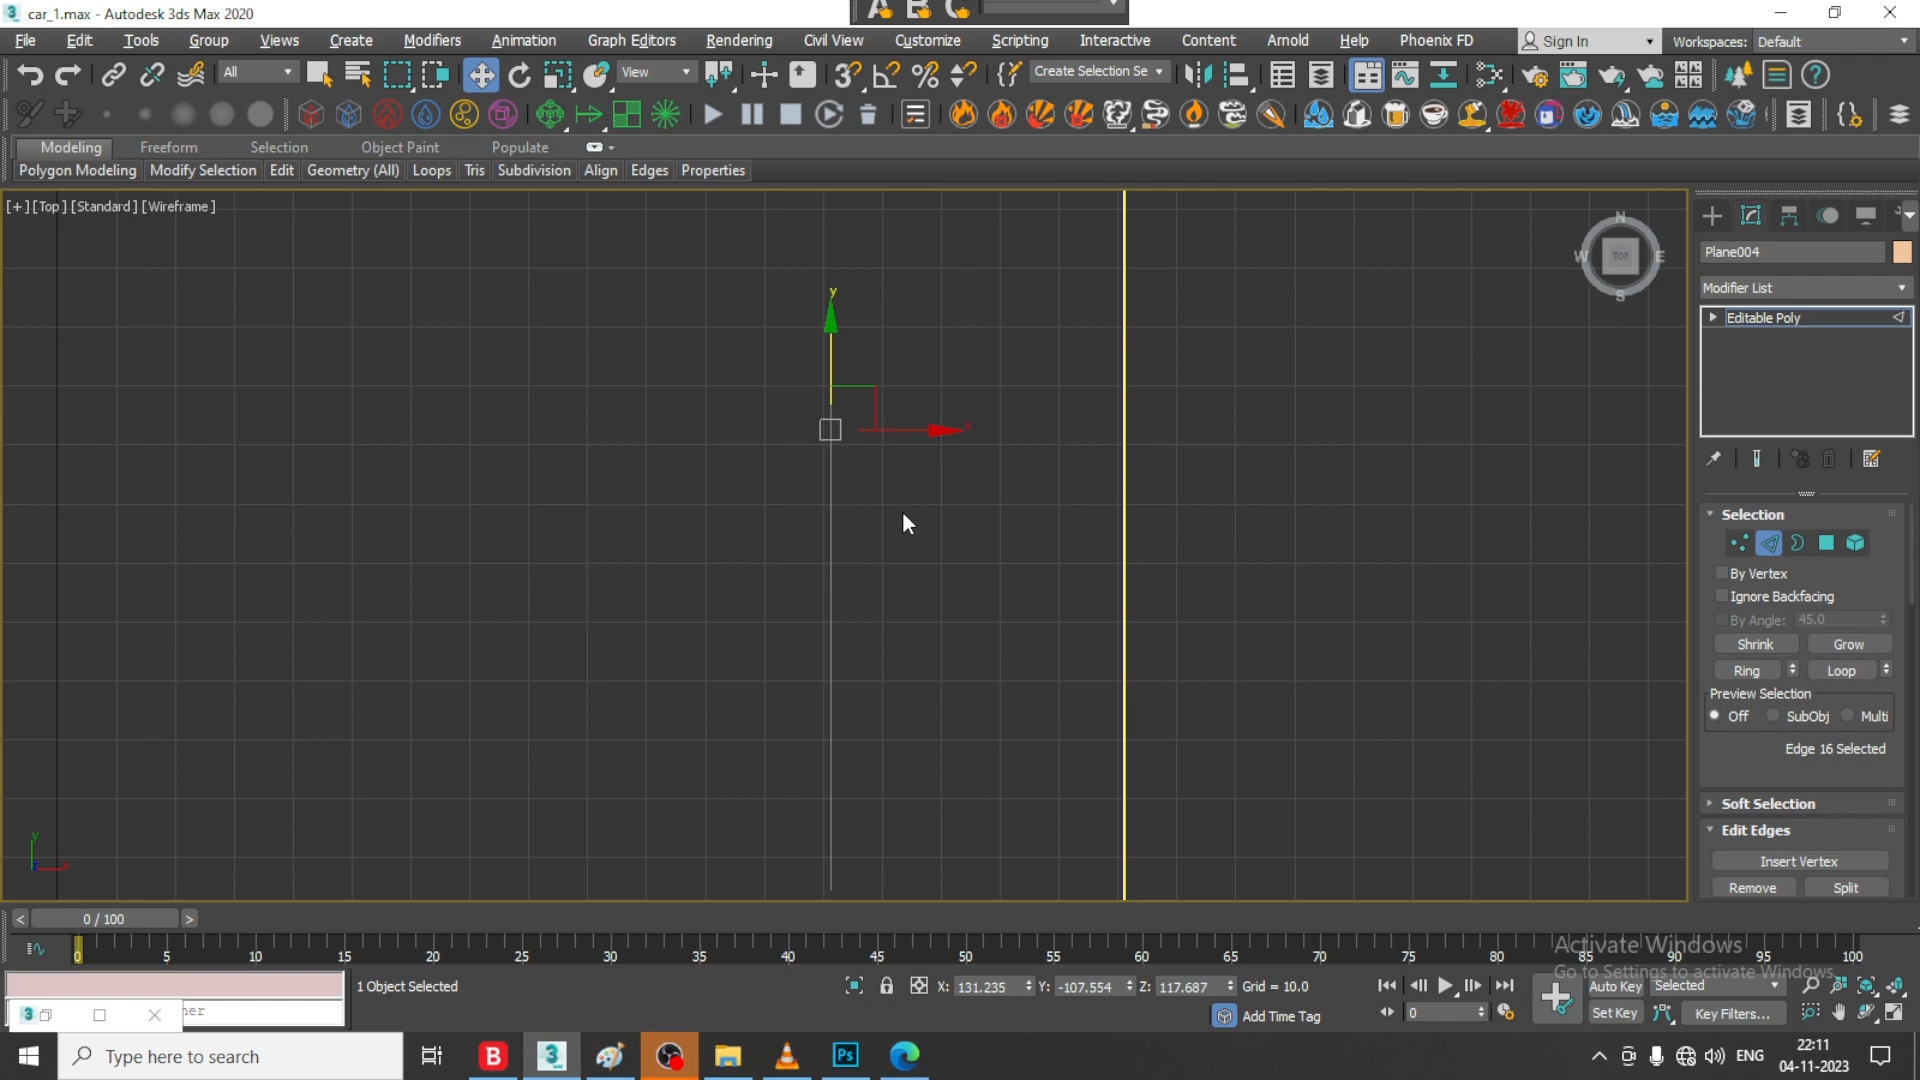 car_1.max - Autodesk 3ds Max 2020
File Edit Tools Group Views Create Modifiers Animation Graph Editors Rendering Civil View Customize Scripting Interactive Content Arnold Help Phoenix FD Sign In Workspaces: Default
All View Create Selection Se
Modeling Freeform Selection Object Paint Populate
Polygon Modeling Modify Selection Edit Geometry (All) Loops Tris Subdivision Align Edges Properties
[+] [Top] [Standard] [Wireframe]
N
W TOP E
S
y
x
y
Plane004
Modifier List
Editable Poly
Selection
By Vertex
Ignore Backfacing
By Angle: 45.0
Shrink Grow
Ring Loop
Preview Selection
Off SubObj Multi
Edge 16 Selected
Soft Selection
Edit Edges
Insert Vertex
Remove Split
< 0 / 100 >
0 5 10 15 20 25 30 35 40 45 50 55 60 65 70 75 80 85 90 95 100
Activate Windows
Go to Settings to activate Windows.
1 Object Selected
X: 131.235 Y: -107.554 Z: 117.687 Grid = 10.0
Add Time Tag
0
Auto Key Selected
Set Key Key Filters...
3
Type here to search
B 3 Ps
ENG
22:11
04-11-2023